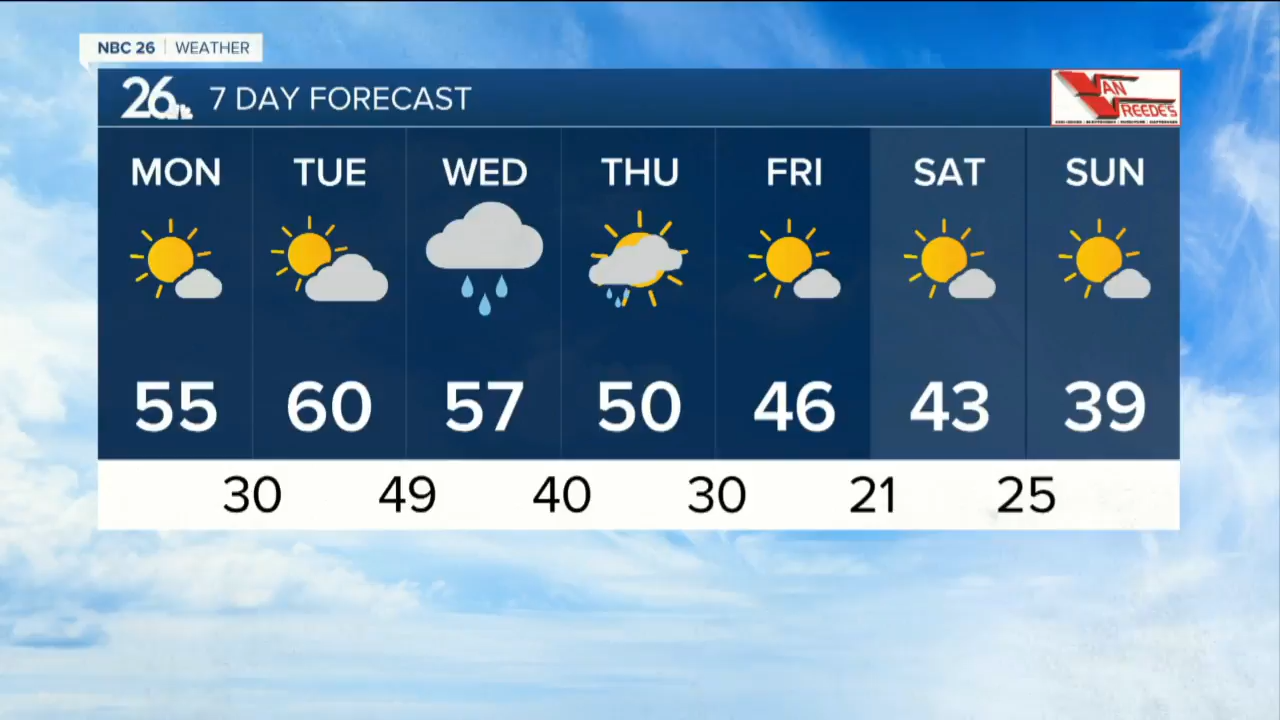 NBC 26 | WEATHER
26 7 DAY FORECAST
VAN VREEDE'S
MON TUE WED THU FRI SAT SUN
55 60 57 50 46 43 39
30 49 40 30 21 25